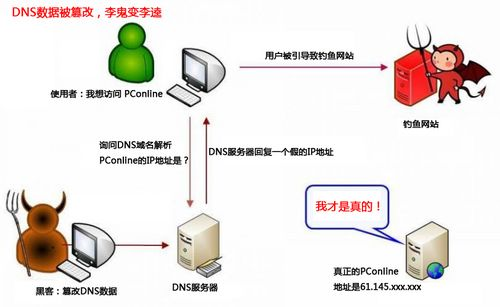 DNS数据被篡改，李鬼变李逵
用户被引导致钓鱼网站
使用者：我想访问 PConline
钓鱼网站
询问DNS域名解析
PConline的IP地址是？
DNS服务器回复一个假的IP地址
我才是真的！
黑客：篡改DNS数据
DNS服务器
真正的PConline
地址是61.145.xxx.xxx